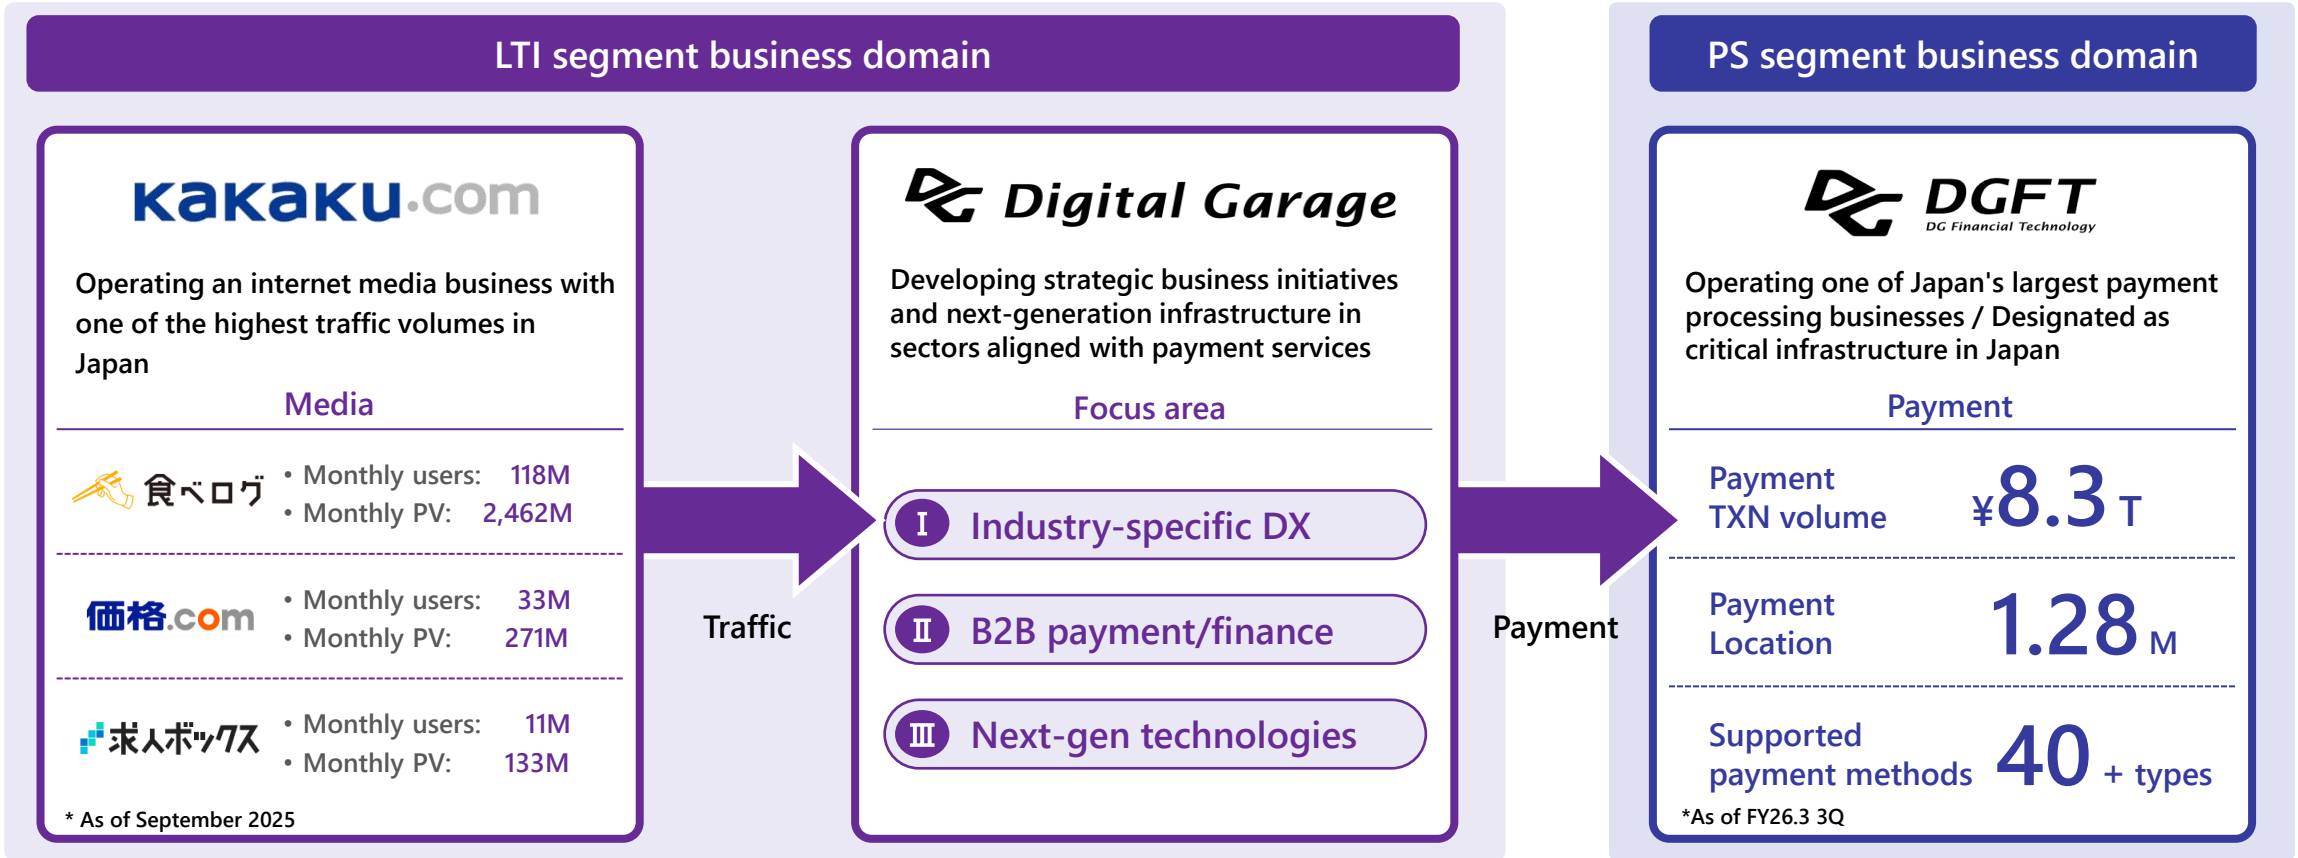 LTI segment business domain
PS segment business domain
Kakaku.com
Operating an internet media business with
one of the highest traffic volumes in
Japan
Media
食べログ
• Monthly users: 118M
• Monthly PV: 2,462M
価格.com
• Monthly users: 33M
• Monthly PV: 271M
求人ボックス
• Monthly users: 11M
• Monthly PV: 133M
* As of September 2025
Traffic
DG Digital Garage
Developing strategic business initiatives
and next-generation infrastructure in
sectors aligned with payment services
Focus area
I Industry-specific DX
II B2B payment/finance
III Next-gen technologies
Payment
DG DGFT
DG Financial Technology
Operating one of Japan's largest payment
processing businesses / Designated as
critical infrastructure in Japan
Payment
Payment
TXN volume
¥8.3 T
Payment
Location
1.28 M
Supported
payment methods
40 + types
*As of FY26.3 3Q